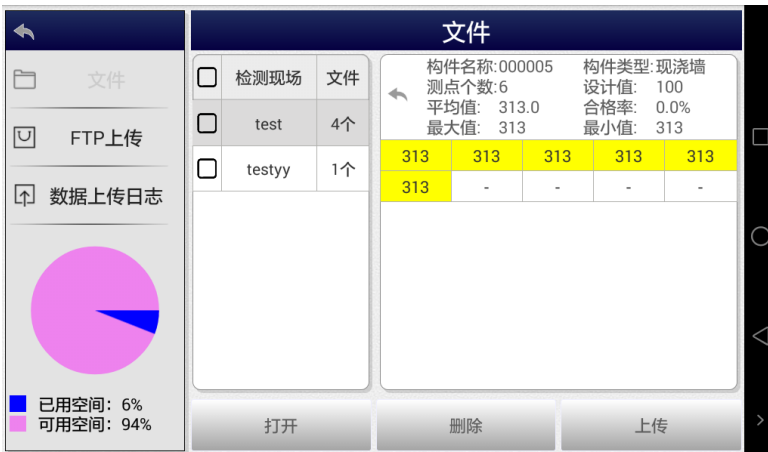 文件
文件
FTP上传
数据上传日志
已用空间：6%
可用空间：94%
检测现场 文件
test 4个
testyy 1个
构件名称:000005 构件类型:现浇墙
测点个数:6 设计值: 100
平均值: 313.0 合格率: 0.0%
最大值: 313 最小值: 313
313 313 313 313 313
313 - - - -
打开 删除 上传